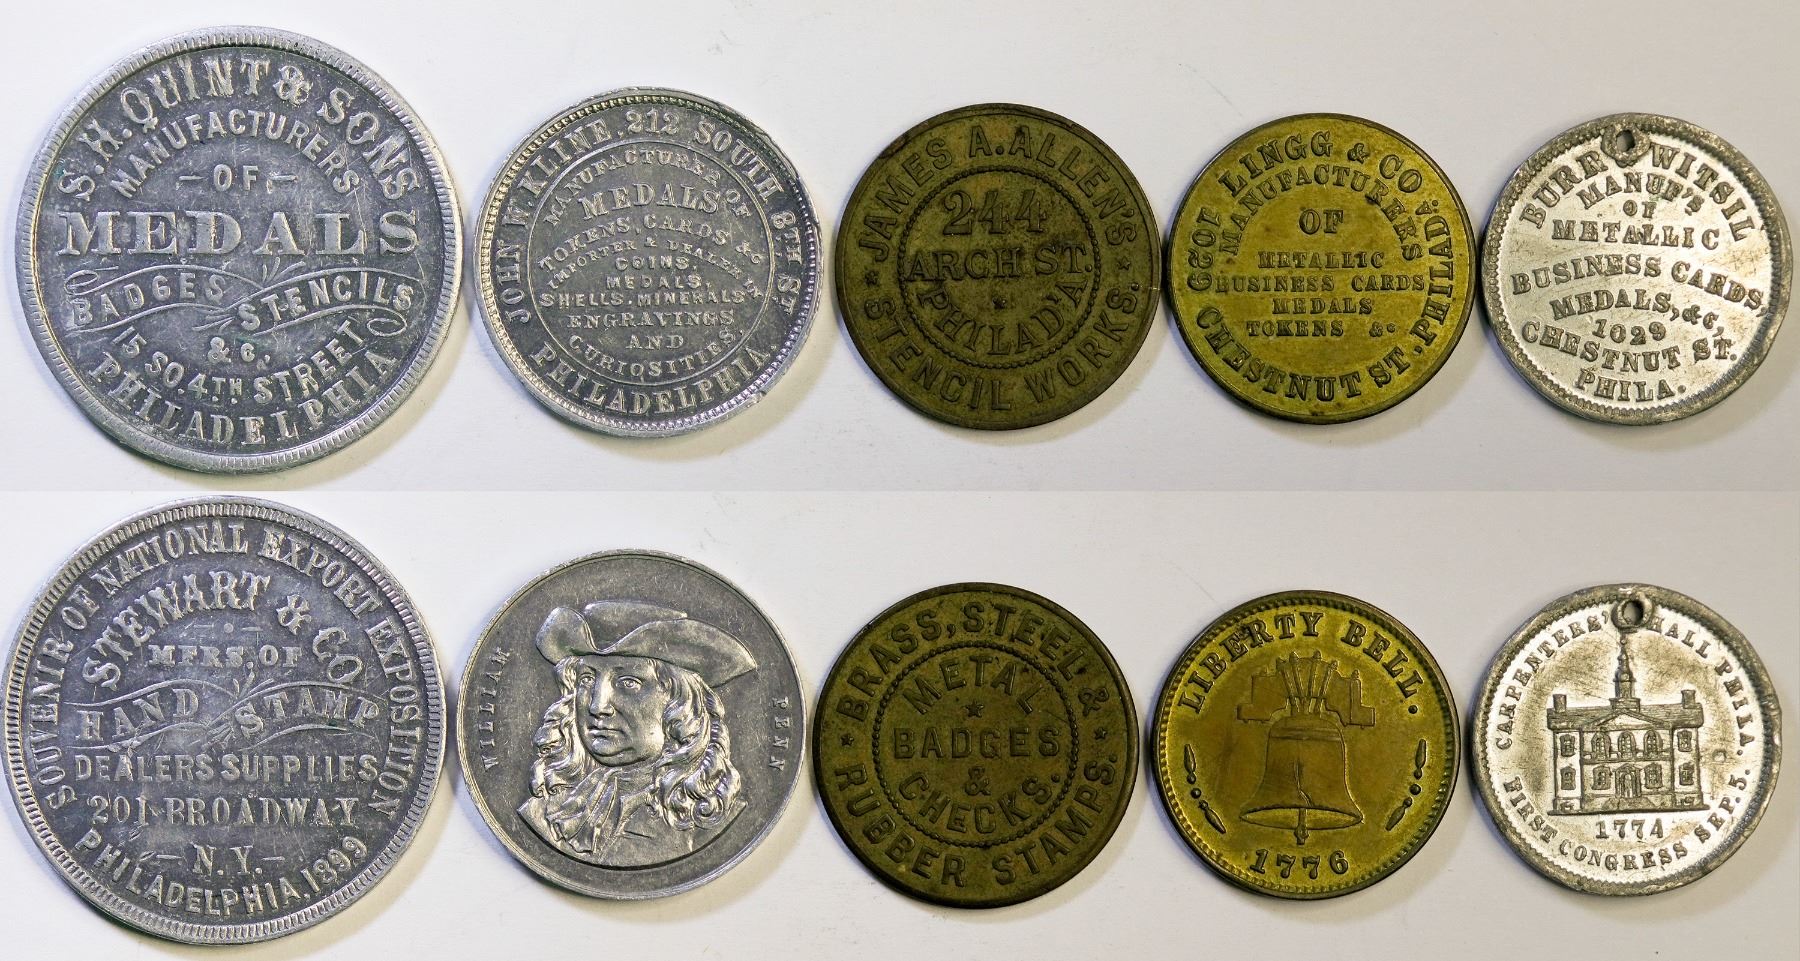 S.H. QUINT & SONS
MANUFACTURERS
- OF -
MEDALS
BADGES STENCILS
&c,
15 SO. 4TH STREET
PHILADELPHIA
JOHN W. KLINE. 212 SOUTH 8TH ST
PHILADELPHIA.
MANUFACTURER OF
MEDALS
TOKENS, CARDS &c
IMPORTER & DEALER IN
COINS
MEDALS,
SHELLS, MINERALS
ENGRAVINGS
AND
CURIOSITIES.
JAMES A. ALLEN'S
244
ARCH ST.
PHILAD'A
STENCIL WORKS.
LINGG & CO
MANUFACTURERS
OF
METALLIC
BUSINESS CARDS
MEDALS
TOKENS &c
1029 CHESTNUT ST. PHILADA.
BURR & WITSIL
MANUF'S
OF
METALLIC
BUSINESS CARDS,
MEDALS, &c,
1029
CHESTNUT ST.
PHILA.
SOUVENIR OF NATIONAL EXPORT EXPOSITION
STEWART & CO
MFRS. OF
HAND STAMP
DEALERS SUPPLIES
201 BROADWAY
- N.Y. -
PHILADELPHIA, 1899
WILLIAM PENN
BRASS, STEEL &
METAL
BADGES
&
CHECKS.
RUBBER STAMPS.
LIBERTY BELL.
1776
CARPENTERS' HALL PHILA,
1774
FIRST CONGRESS SEP. 5.